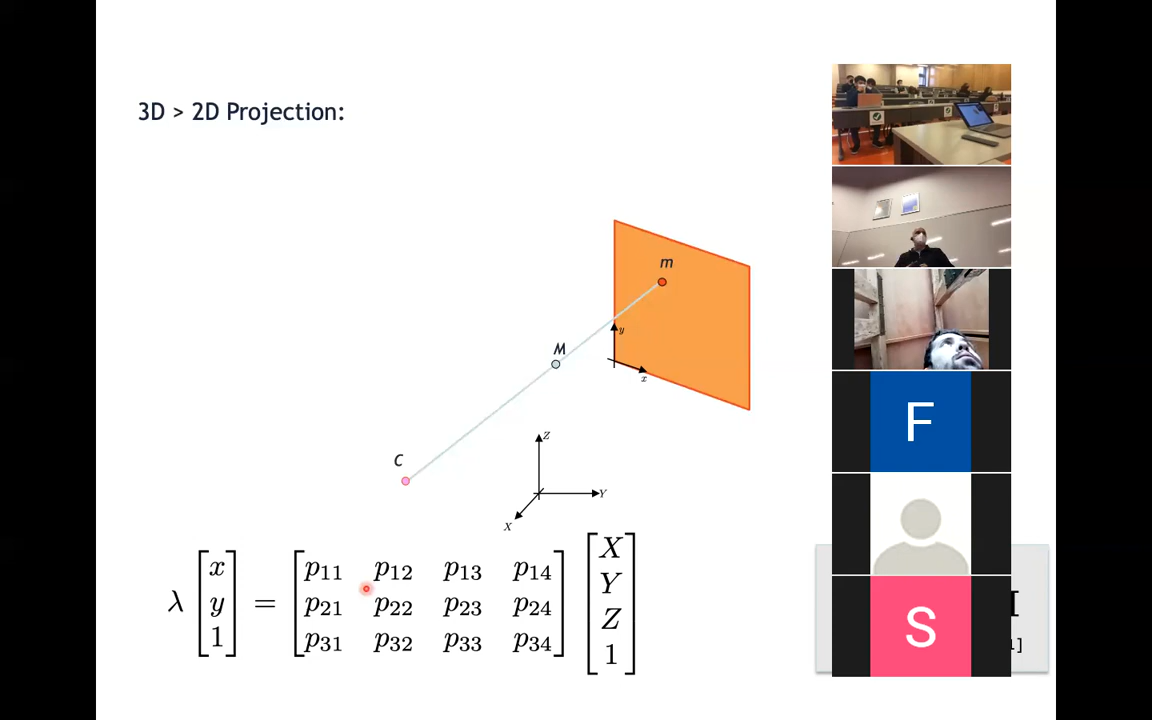 3D > 2D Projection:
m
y
M
x
C
Z
Y
X
λ [x y 1] = [p11 p12 p13 p14 p21 p22 p23 p24 p31 p32 p33 p34] [X Y Z 1]
F
S